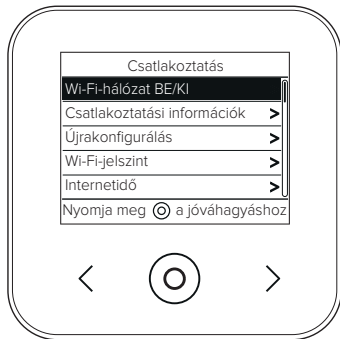 Csatlakoztatás
Wi-Fi-hálózat BE/KI
Csatlakoztatási információk >
Újrakonfigurálás >
Wi-Fi-jelszint >
Internetidő >
Nyomja meg ⊚ a jóváhagyáshoz